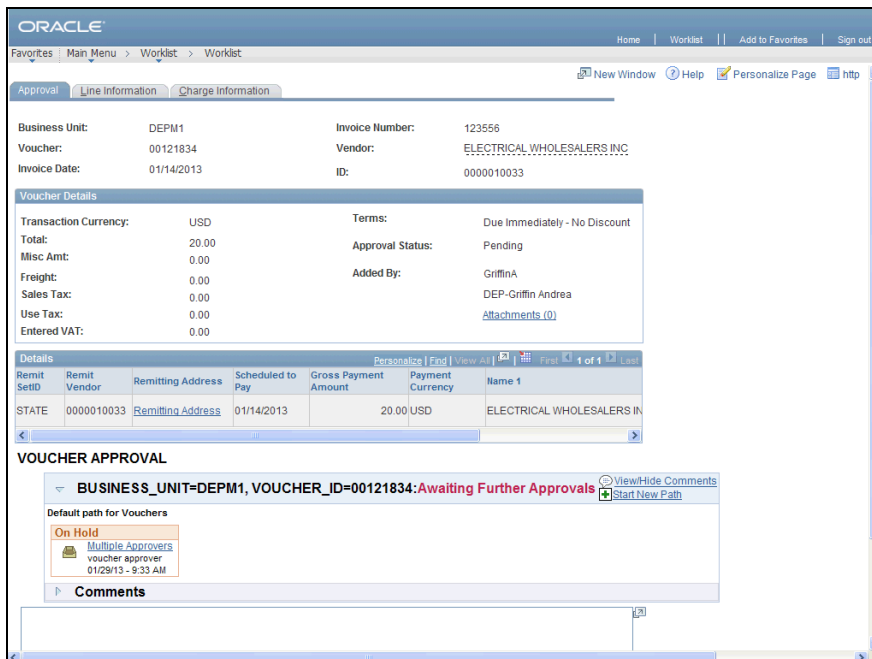 ORACLE
Home | Worklist || Add to Favorites | Sign out
Favorites Main Menu > Worklist > Worklist
New Window Help Personalize Page http
Approval Line Information Charge Information
Business Unit: DEPM1 Invoice Number: 123556
Voucher: 00121834 Vendor: ELECTRICAL WHOLESALERS INC
Invoice Date: 01/14/2013 ID: 0000010033
Voucher Details
Transaction Currency: USD Terms: Due Immediately - No Discount
Total: 20.00 Approval Status: Pending
Misc Amt: 0.00
Freight: 0.00 Added By: GriffinA
Sales Tax: 0.00 DEP-Griffin Andrea
Use Tax: 0.00 Attachments (0)
Entered VAT: 0.00
Details Personalize | Find | View All | | First 1 of 1 Last
Remit SetID Remit Vendor Remitting Address Scheduled to Pay Gross Payment Amount Payment Currency Name 1
STATE 0000010033 Remitting Address 01/14/2013 20.00 USD ELECTRICAL WHOLESALERS IN
VOUCHER APPROVAL
BUSINESS_UNIT=DEPM1, VOUCHER_ID=00121834:Awaiting Further Approvals View/Hide Comments
Start New Path
Default path for Vouchers
On Hold
Multiple Approvers
voucher approver
01/29/13 - 9:33 AM
Comments